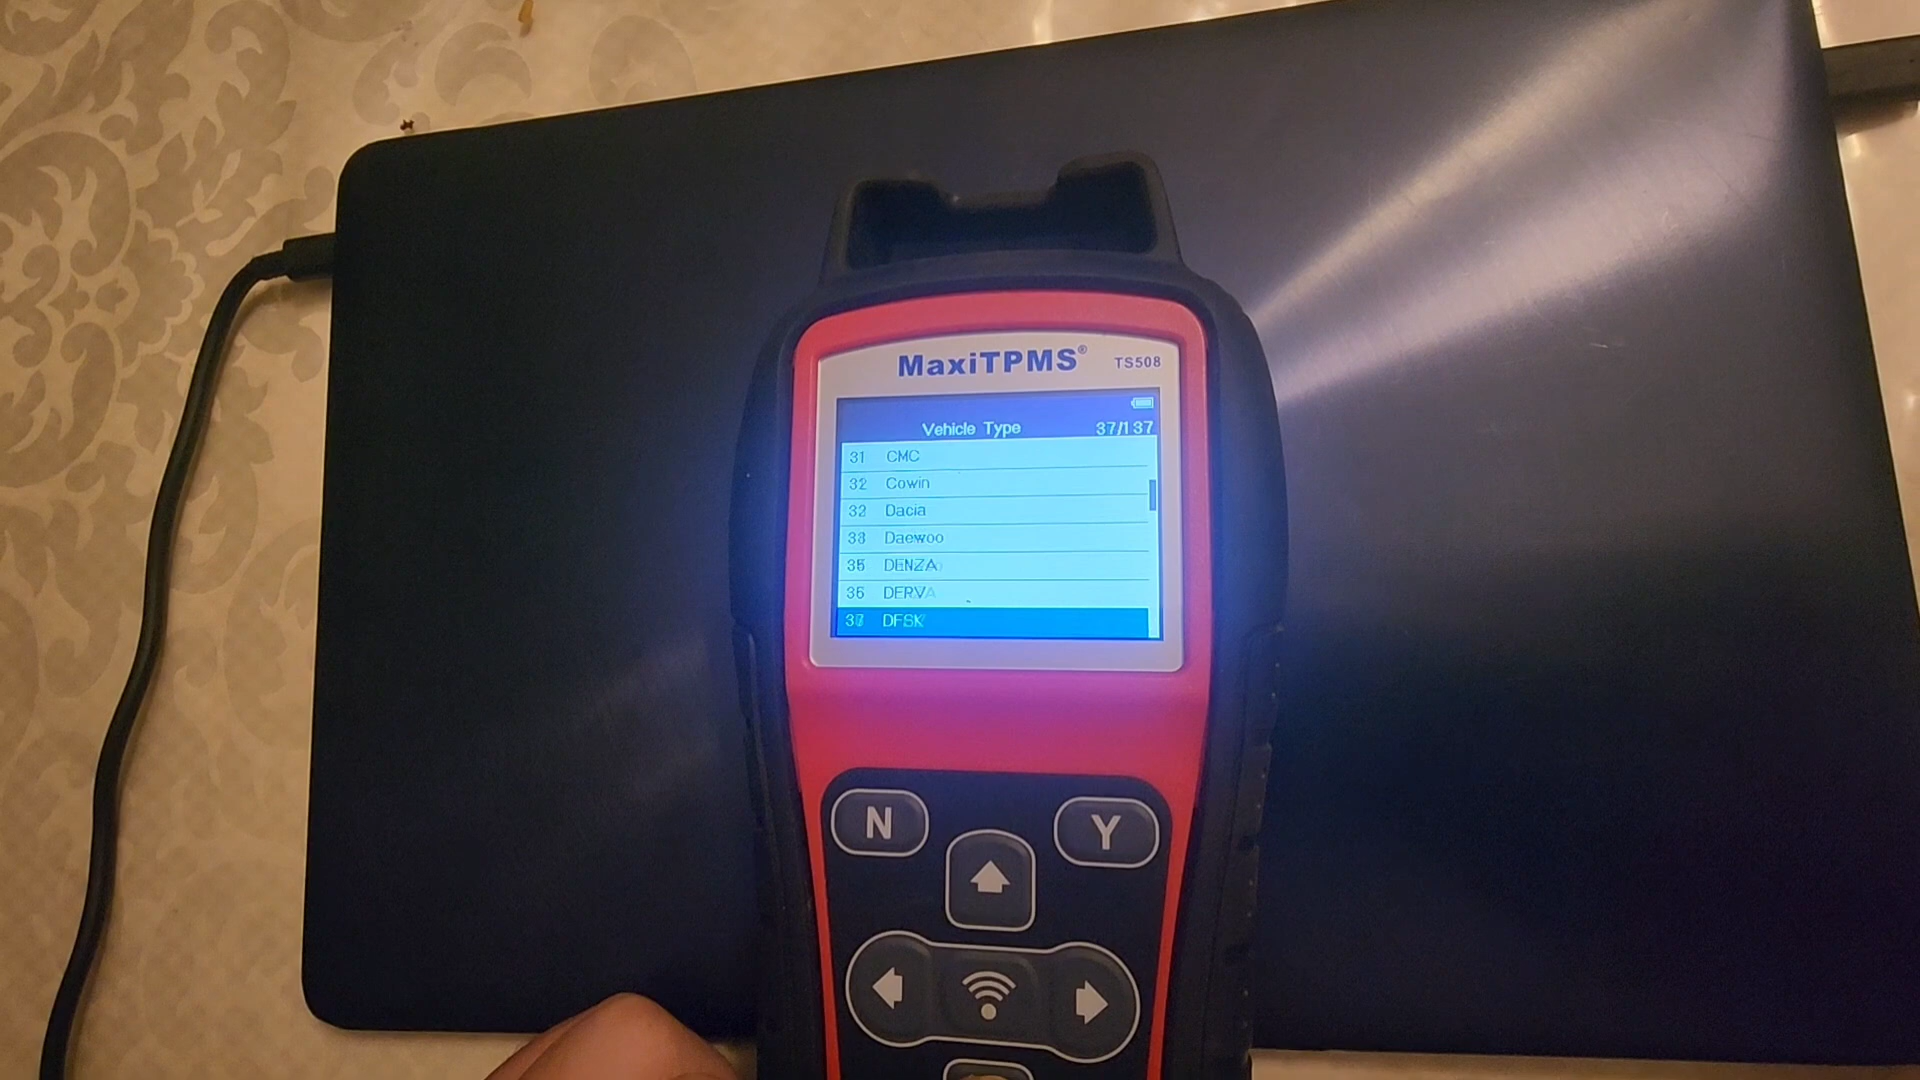 MaxiTPMS® TS508
Vehicle Type 37/137
31 CMC
32 Cowin
32 Dacia
33 Daewoo
35 DENZA
36 DERVA
37 DFSK
N
Y